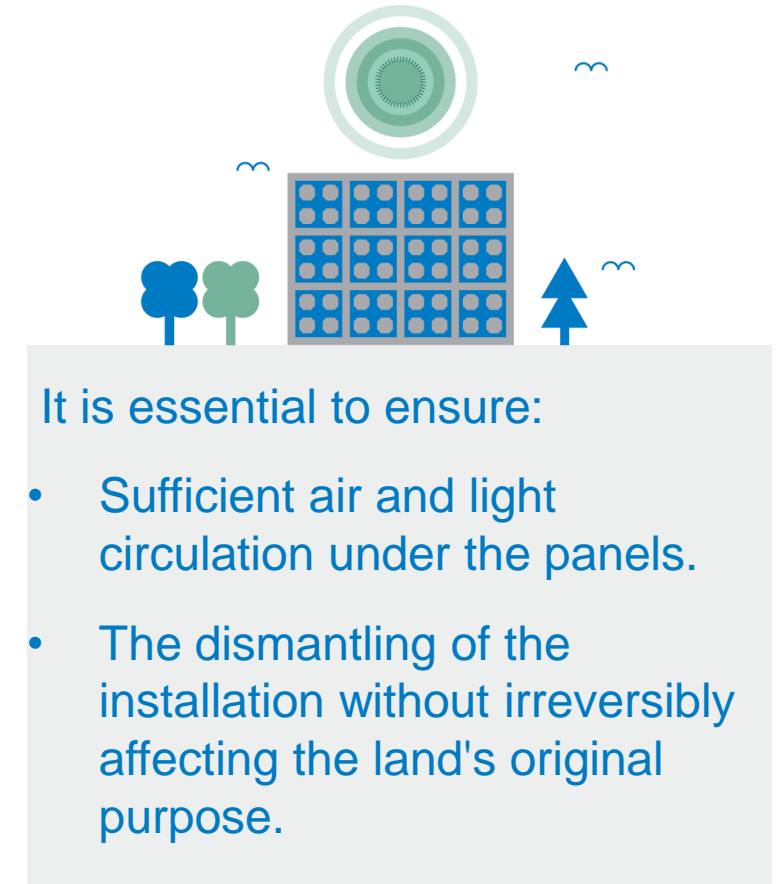 It is essential to ensure:
• Sufficient air and light
circulation under the panels.
• The dismantling of the
installation without irreversibly
affecting the land's original
purpose.